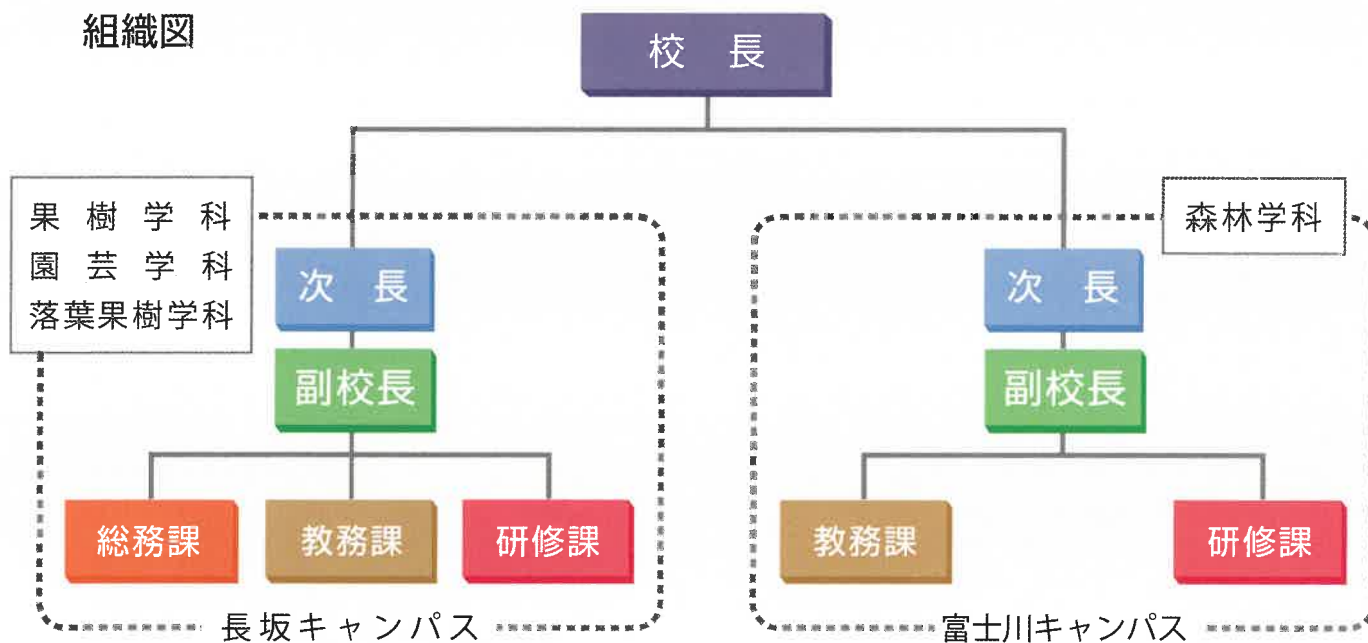 組織図
校長
果樹学科
園芸学科
落葉果樹学科
次長
副校長
総務課
教務課
研修課
長坂キャンパス
森林学科
次長
副校長
教務課
研修課
富士川キャンパス